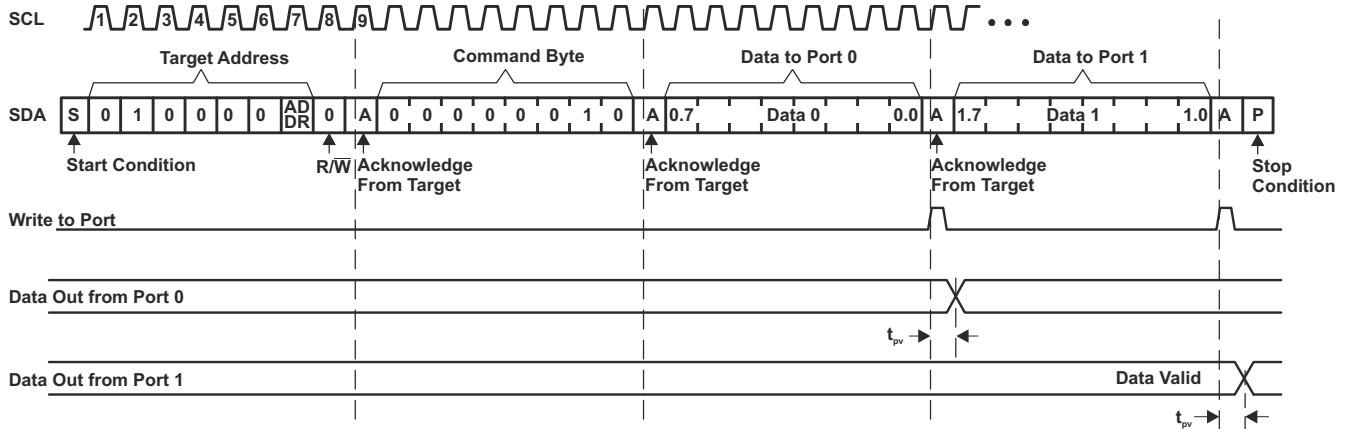 SCL 1 2 3 4 5 6 7 8 9 • • •
Target Address Command Byte Data to Port 0 Data to Port 1
SDA S 0 1 0 0 0 0 AD DR 0 A 0 0 0 0 0 0 1 0 A 0.7 Data 0 0.0 A 1.7 Data 1 1.0 A P
Start Condition R/W̅ Acknowledge From Target Acknowledge From Target Acknowledge From Target Stop Condition
Write to Port
Data Out from Port 0
tpv
Data Out from Port 1 Data Valid
tpv